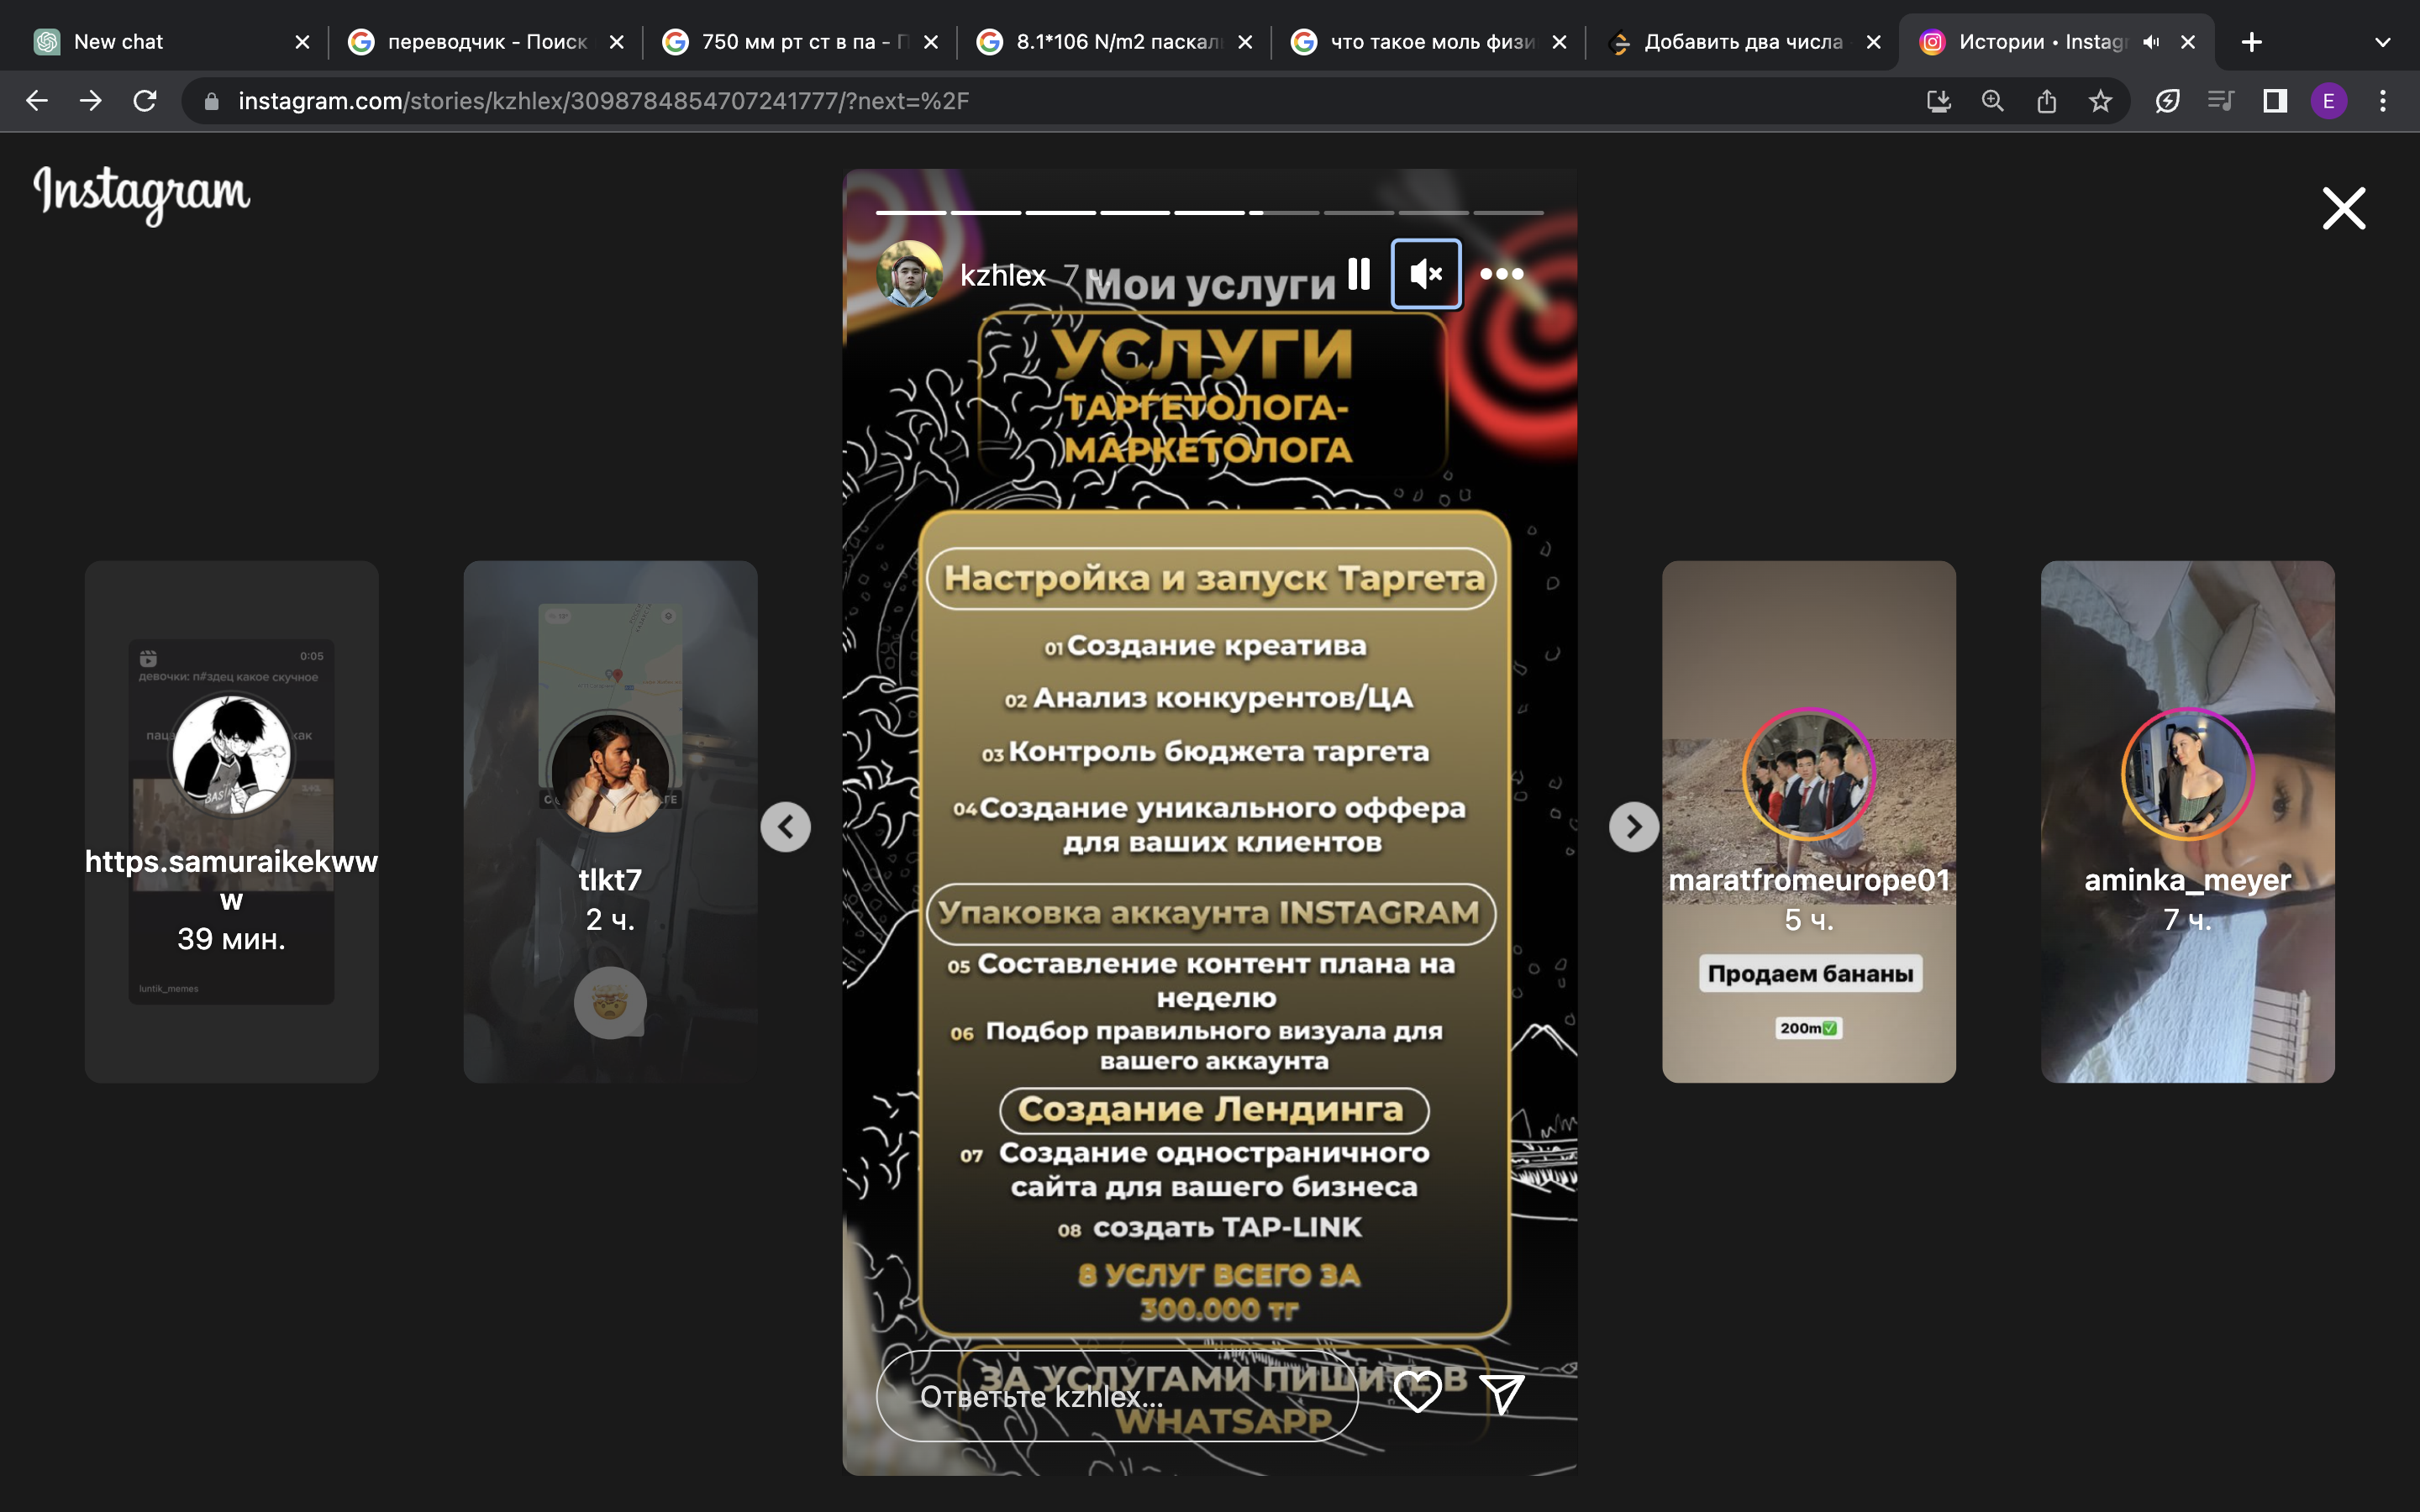 New chat
переводчик - Поиск
750 мм рт ст в па - П
8.1*106 N/m2 паскал
что такое моль физи
Добавить два числа
Истории • Instagr
instagram.com/stories/kzhlex/3098784854707241777/?next=%2F
E
Instagram
kzhlex 7 ч.
Мои услуги
УСЛУГИ
ТАРГЕТОЛОГА-
МАРКЕТОЛОГА
Настройка и запуск Таргета
01 Создание креатива
02 Анализ конкурентов/ЦА
03 Контроль бюджета таргета
04 Создание уникального оффера
для ваших клиентов
Упаковка аккаунта INSTAGRAM
05 Составление контент плана на
неделю
06 Подбор правильного визуала для
вашего аккаунта
Создание Лендинга
07 Создание одностраничного
сайта для вашего бизнеса
08 создать TAP-LINK
8 УСЛУГ ВСЕГО ЗА
300.000 тг
ЗА УСЛУГАМИ ПИШИТЕ В
WHATSAPP
Ответьте kzhlex...
0:05
девочки: п#здец какое скучное
https.samuraikekww
w
39 мин.
luntik_memes
tlkt7
2 ч.
maratfromeurope01
5 ч.
Продаем бананы
200m
aminka_meyer
7 ч.